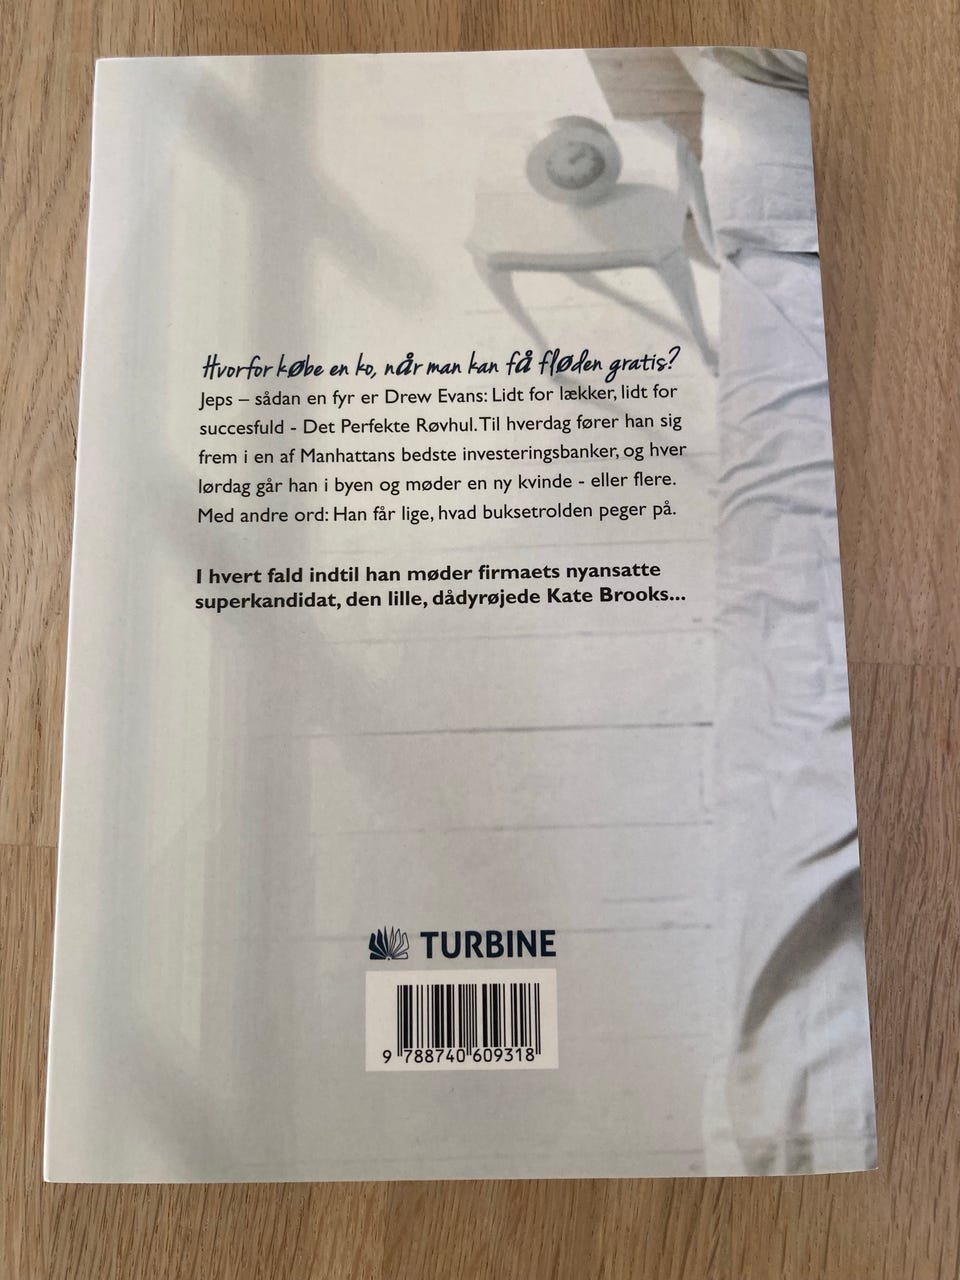 Hvorfor købe en ko, når man kan få fløden gratis?
Jeps – sådan en fyr er Drew Evans: Lidt for lækker, lidt for
succesfuld - Det Perfekte Røvhul. Til hverdag fører han sig
frem i en af Manhattans bedste investeringsbanker, og hver
lørdag går han i byen og møder en ny kvinde - eller flere.
Med andre ord: Han får lige, hvad buksetrolden peger på.
I hvert fald indtil han møder firmaets nyansatte
superkandidat, den lille, dådyrøjede Kate Brooks...
TURBINE
9 788740 609318